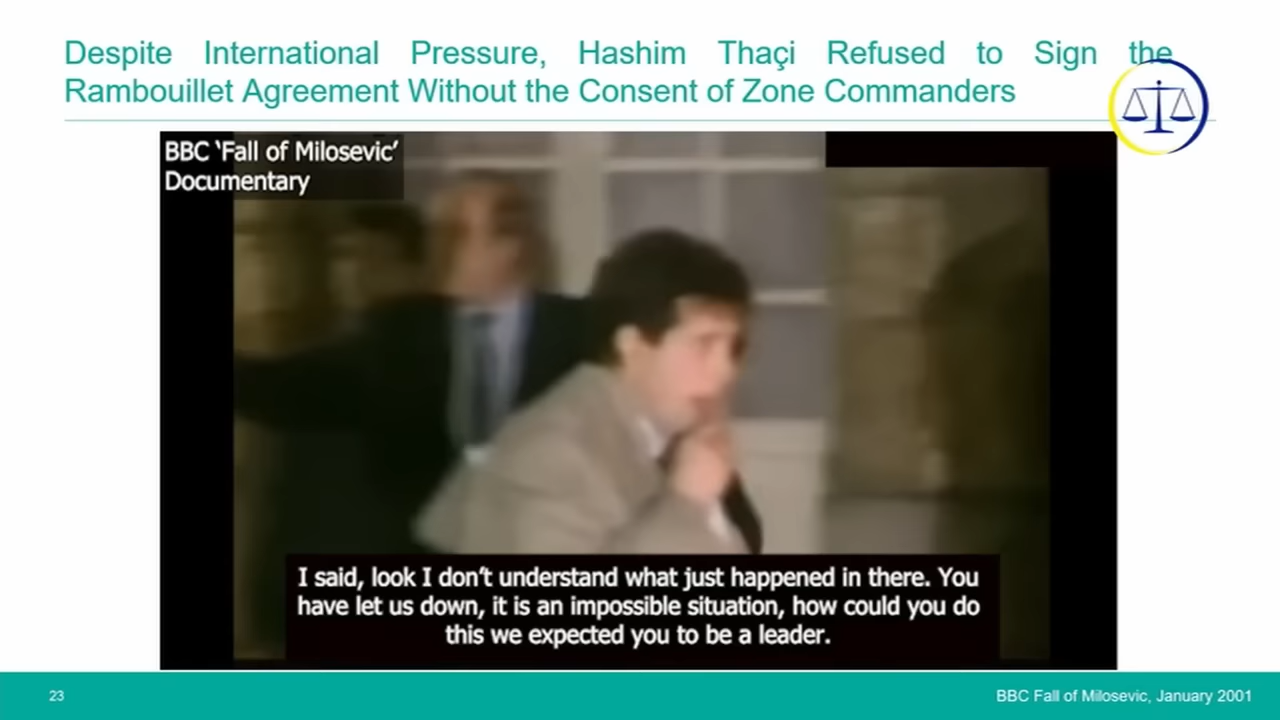 Despite International Pressure, Hashim Thaçi Refused to Sign the
Rambouillet Agreement Without the Consent of Zone Commanders
BBC ‘Fall of Milosevic’
Documentary
I said, look I don’t understand what just happened in there. You
have let us down, it is an impossible situation, how could you do
this we expected you to be a leader.
23
BBC Fall of Milosevic, January 2001